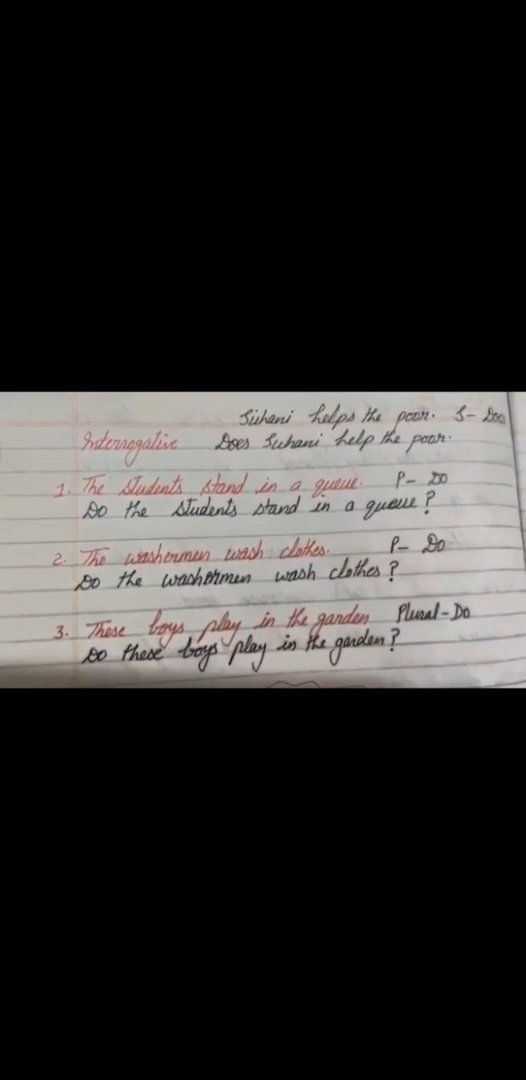 Suhani helps the poor. S- Does
Interrogative Does Suhani help the poor.
1. The students stand in a queue. P- Do
Do the students stand in a queue?
2. The washermen wash clothes. P- Do
Do the washermen wash clothes?
3. These boys play in the garden Plural-Do
Do these boys play in the garden?